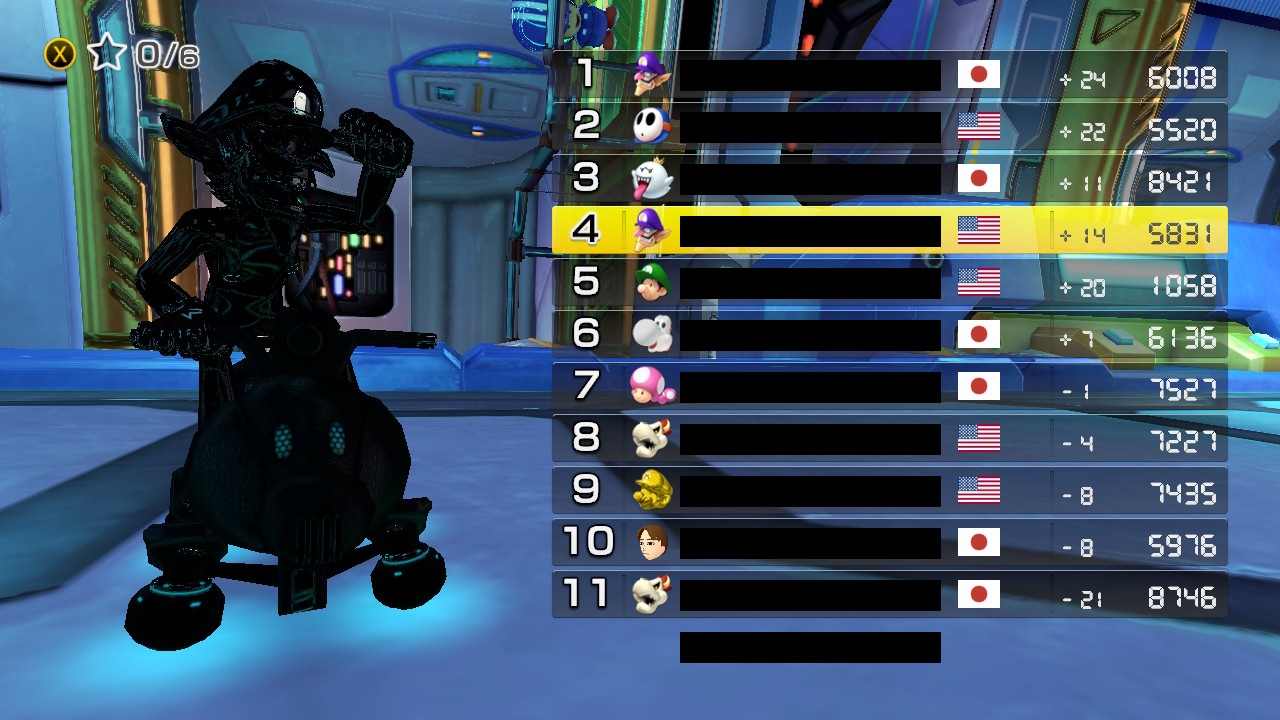 X 0/6
1 + 24 6008
2 + 22 5520
3 + 11 8421
4 + 14 5831
5 + 20 1058
6 + 7 6136
7 - 1 7527
8 - 4 7227
9 - 8 7435
10 - 8 5976
11 - 21 8746